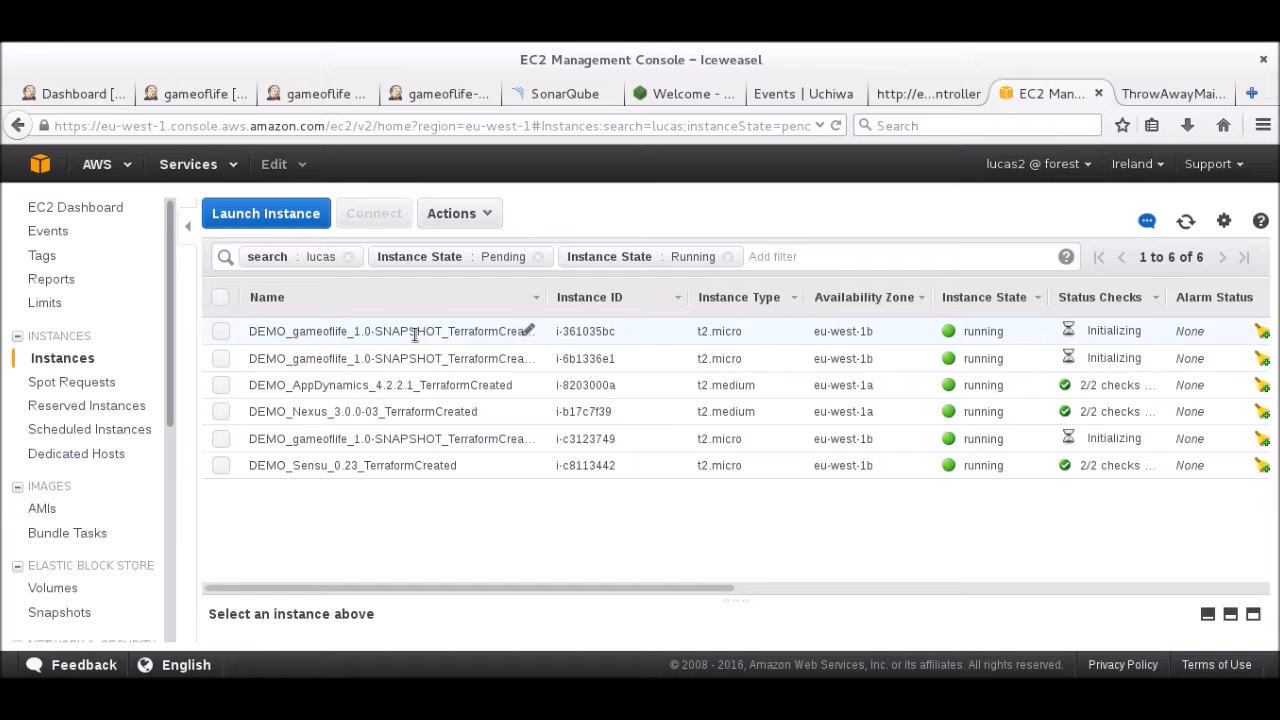 EC2 Management Console – Iceweasel
×
Dashboard [...
gameoflife [...
gameoflife ...
gameoflife-...
SonarQube
Welcome - ...
Events | Uchiwa
http://e...ntroller
EC2 Man...
×
ThrowAwayMai...
https://eu-west-1.console.aws.amazon.com/ec2/v2/home?region=eu-west-1#Instances:search=lucas;instanceState=penc
Search
AWS
Services
Edit
lucas2 @ forest
Ireland
Support
EC2 Dashboard
Events
Tags
Reports
Limits
INSTANCES
Instances
Spot Requests
Reserved Instances
Scheduled Instances
Dedicated Hosts
IMAGES
AMIs
Bundle Tasks
ELASTIC BLOCK STORE
Volumes
Snapshots
NETWORK & SECURITY
Launch Instance
Connect
Actions
search : lucas
Instance State : Pending
Instance State : Running
Add filter
1 to 6 of 6
Name Instance ID Instance Type Availability Zone Instance State Status Checks Alarm Status
DEMO_gameoflife_1.0-SNAPSHOT_TerraformCrea... i-361035bc t2.micro eu-west-1b running Initializing None
DEMO_gameoflife_1.0-SNAPSHOT_TerraformCrea... i-6b1336e1 t2.micro eu-west-1b running Initializing None
DEMO_AppDynamics_4.2.2.1_TerraformCreated i-8203000a t2.medium eu-west-1a running 2/2 checks ... None
DEMO_Nexus_3.0.0-03_TerraformCreated i-b17c7f39 t2.medium eu-west-1a running 2/2 checks ... None
DEMO_gameoflife_1.0-SNAPSHOT_TerraformCrea... i-c3123749 t2.micro eu-west-1b running Initializing None
DEMO_Sensu_0.23_TerraformCreated i-c8113442 t2.micro eu-west-1b running 2/2 checks ... None
Select an instance above
Feedback
English
© 2008 - 2016, Amazon Web Services, Inc. or its affiliates. All rights reserved.
Privacy Policy
Terms of Use